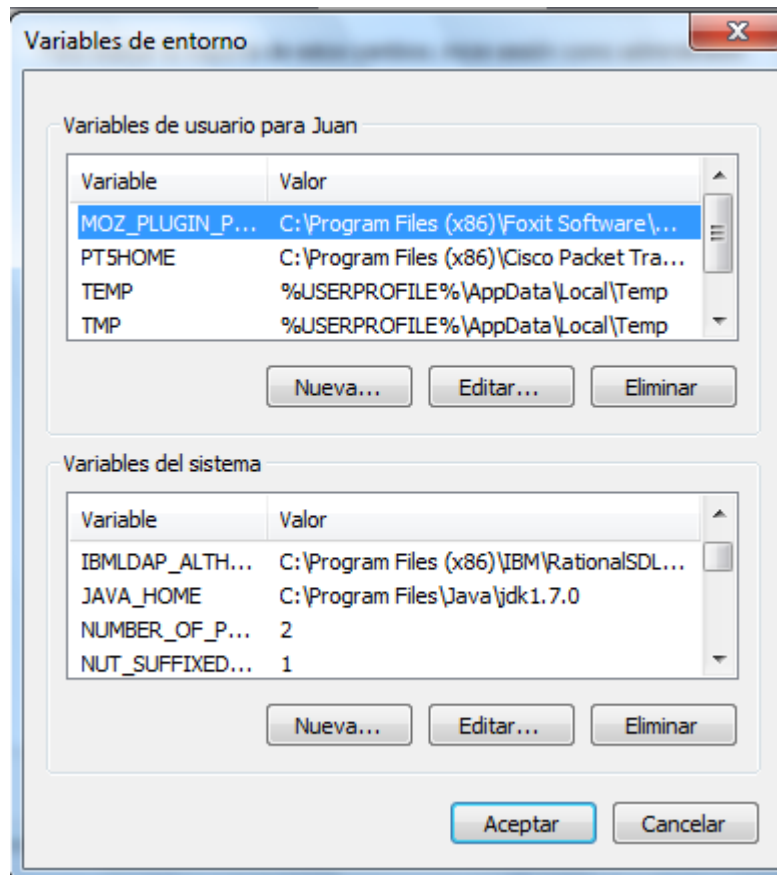 Variables de entorno
Variables de usuario para Juan
Variable Valor
MOZ_PLUGIN_P... C:\Program Files (x86)\Foxit Software\...
PT5HOME C:\Program Files (x86)\Cisco Packet Tra...
TEMP %USERPROFILE%\AppData\Local\Temp
TMP %USERPROFILE%\AppData\Local\Temp
Nueva... Editar... Eliminar
Variables del sistema
Variable Valor
IBMLDAP_ALTH... C:\Program Files (x86)\IBM\RationalSDL...
JAVA_HOME C:\Program Files\Java\jdk1.7.0
NUMBER_OF_P... 2
NUT_SUFFIXED... 1
Nueva... Editar... Eliminar
Aceptar Cancelar